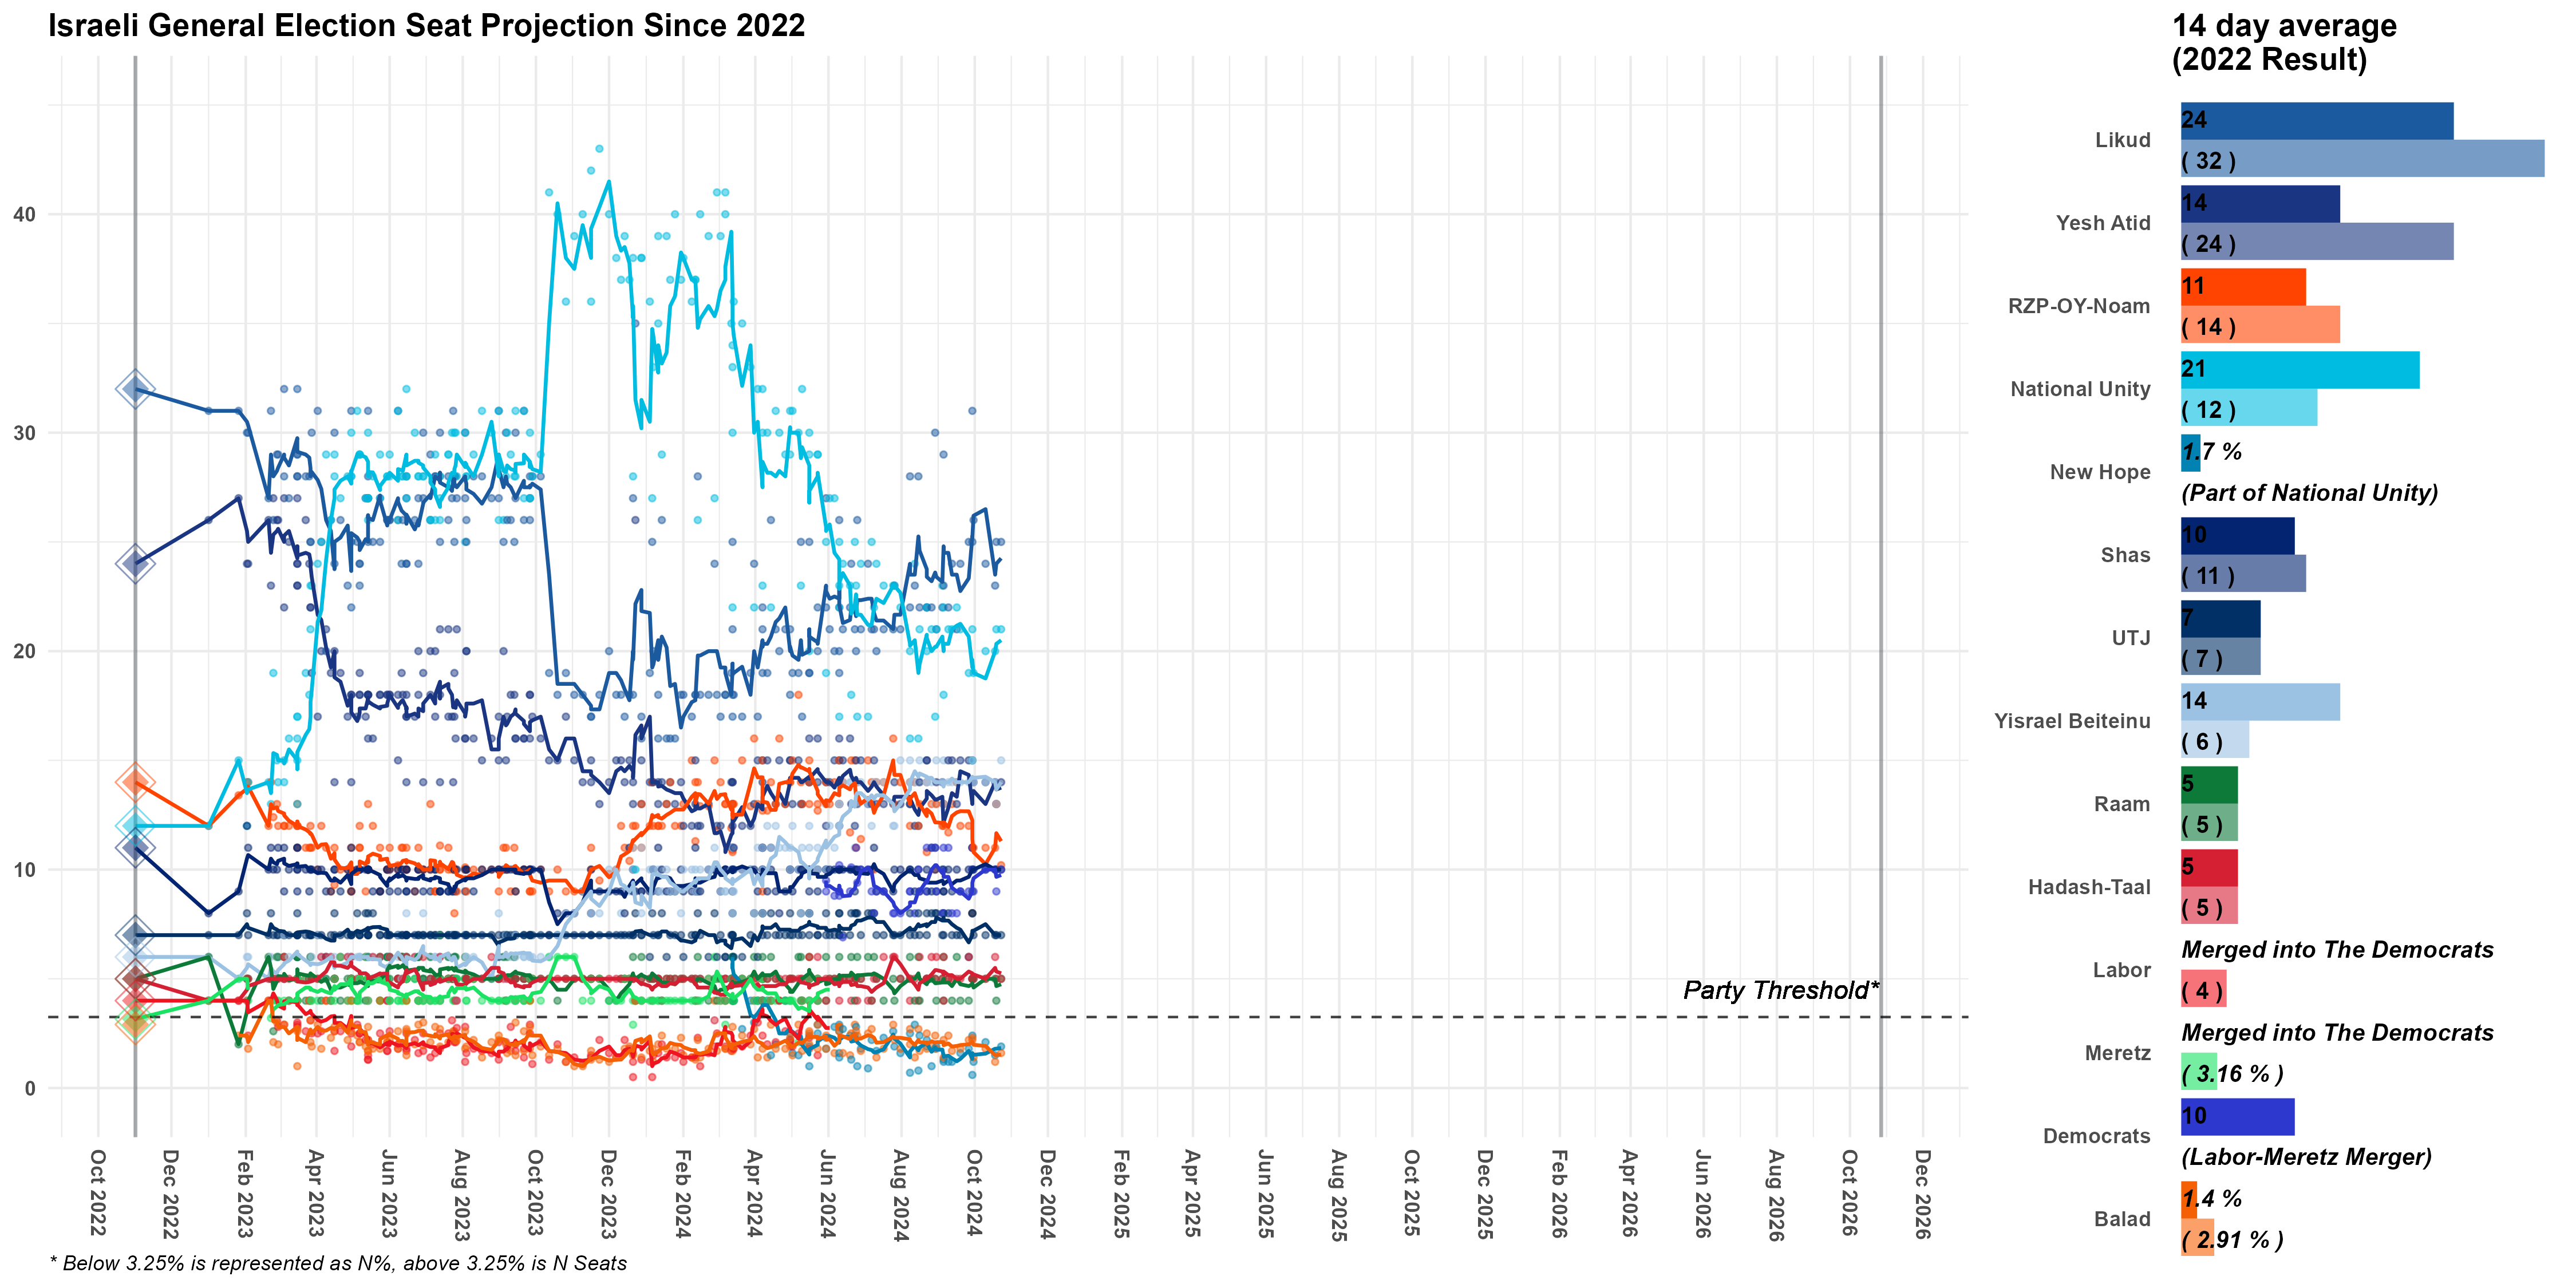 Israeli General Election Seat Projection Since 2022
14 day average
(2022 Result)
40
30
20
10
0
Party Threshold*
Oct 2022
Dec 2022
Feb 2023
Apr 2023
Jun 2023
Aug 2023
Oct 2023
Dec 2023
Feb 2024
Apr 2024
Jun 2024
Aug 2024
Oct 2024
Dec 2024
Feb 2025
Apr 2025
Jun 2025
Aug 2025
Oct 2025
Dec 2025
Feb 2026
Apr 2026
Jun 2026
Aug 2026
Oct 2026
Dec 2026
* Below 3.25% is represented as N%, above 3.25% is N Seats
Likud
24
( 32 )
Yesh Atid
14
( 24 )
RZP-OY-Noam
11
( 14 )
National Unity
21
( 12 )
New Hope
1.7 %
(Part of National Unity)
Shas
10
( 11 )
UTJ
7
( 7 )
Yisrael Beiteinu
14
( 6 )
Raam
5
( 5 )
Hadash-Taal
5
( 5 )
Labor
Merged into The Democrats
( 4 )
Meretz
Merged into The Democrats
( 3.16 % )
Democrats
10
(Labor-Meretz Merger)
Balad
1.4 %
( 2.91 % )